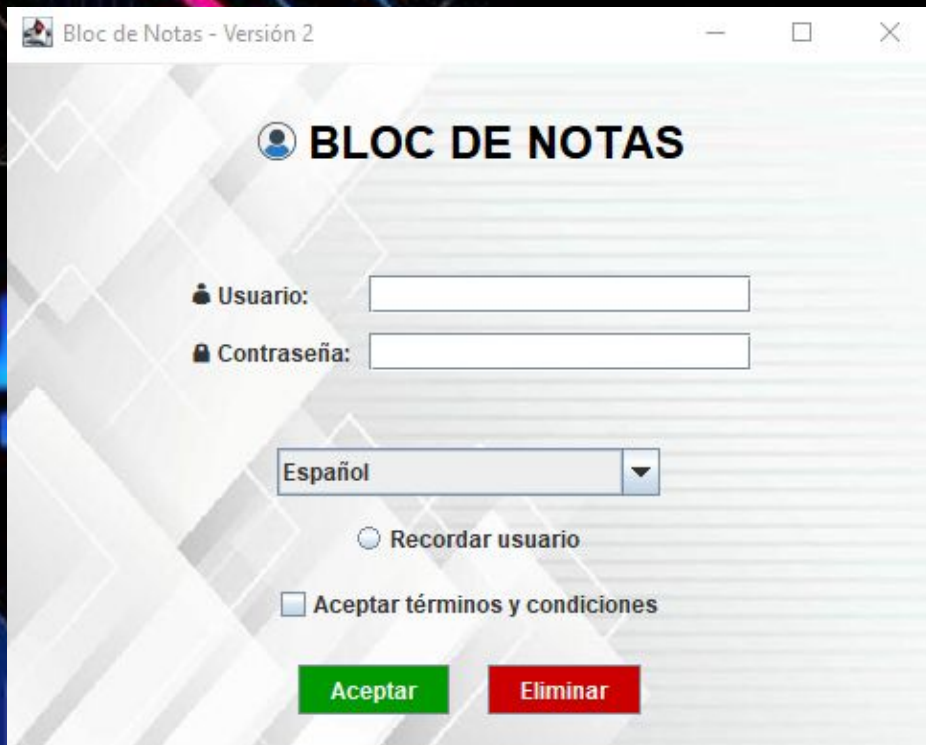 Bloc de Notas - Versión 2
BLOC DE NOTAS
Usuario:
Contraseña:
Español
Recordar usuario
Aceptar términos y condiciones
Aceptar Eliminar